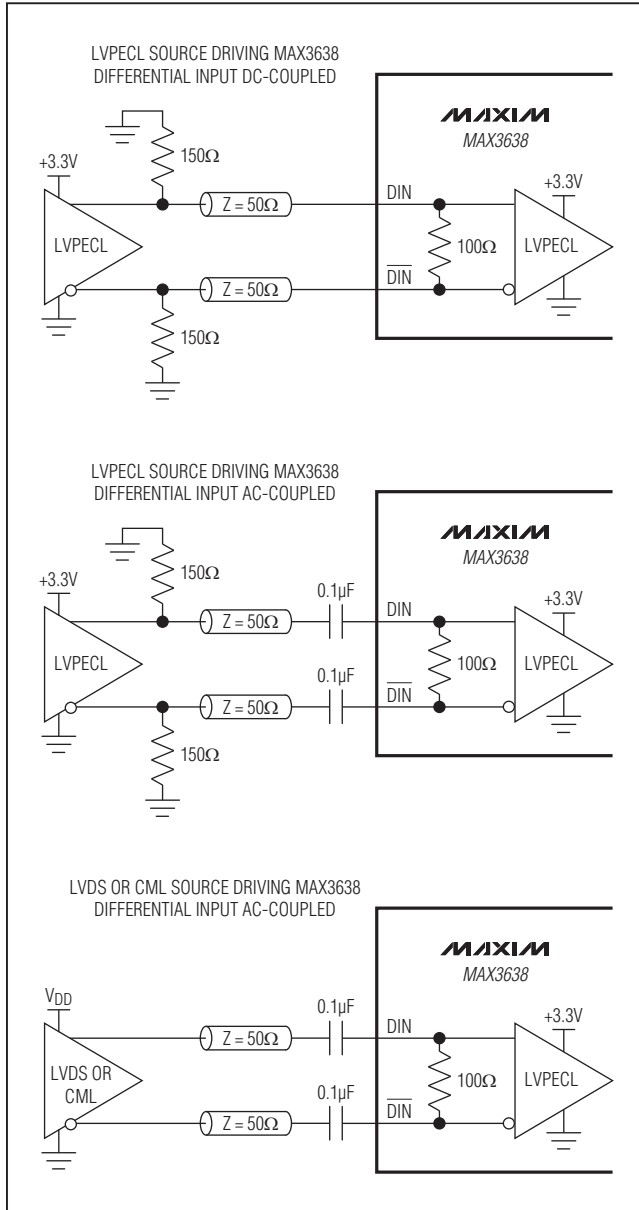 LVPECL SOURCE DRIVING MAX3638
DIFFERENTIAL INPUT DC-COUPLED
MAXIM
MAX3638
150Ω
+3.3V
Z = 50Ω
DIN
+3.3V
LVPECL
100Ω
LVPECL
Z = 50Ω
DIN
150Ω
LVPECL SOURCE DRIVING MAX3638
DIFFERENTIAL INPUT AC-COUPLED
MAXIM
MAX3638
150Ω
+3.3V
0.1µF
Z = 50Ω
DIN
+3.3V
LVPECL
100Ω
LVPECL
0.1µF
Z = 50Ω
DIN
150Ω
LVDS OR CML SOURCE DRIVING MAX3638
DIFFERENTIAL INPUT AC-COUPLED
MAXIM
MAX3638
VDD
0.1µF
Z = 50Ω
DIN
+3.3V
LVDS OR
CML
100Ω
LVPECL
0.1µF
Z = 50Ω
DIN